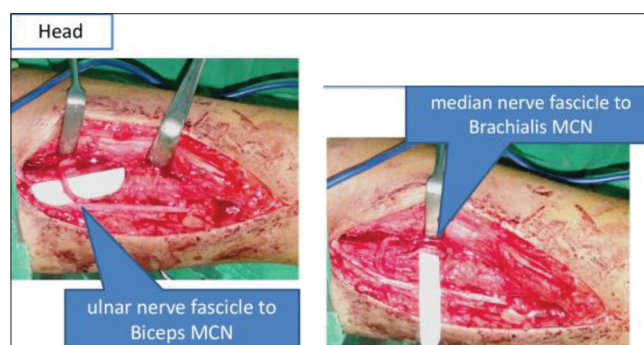 Head
median nerve fascicle to
Brachialis MCN
ulnar nerve fascicle to
Biceps MCN